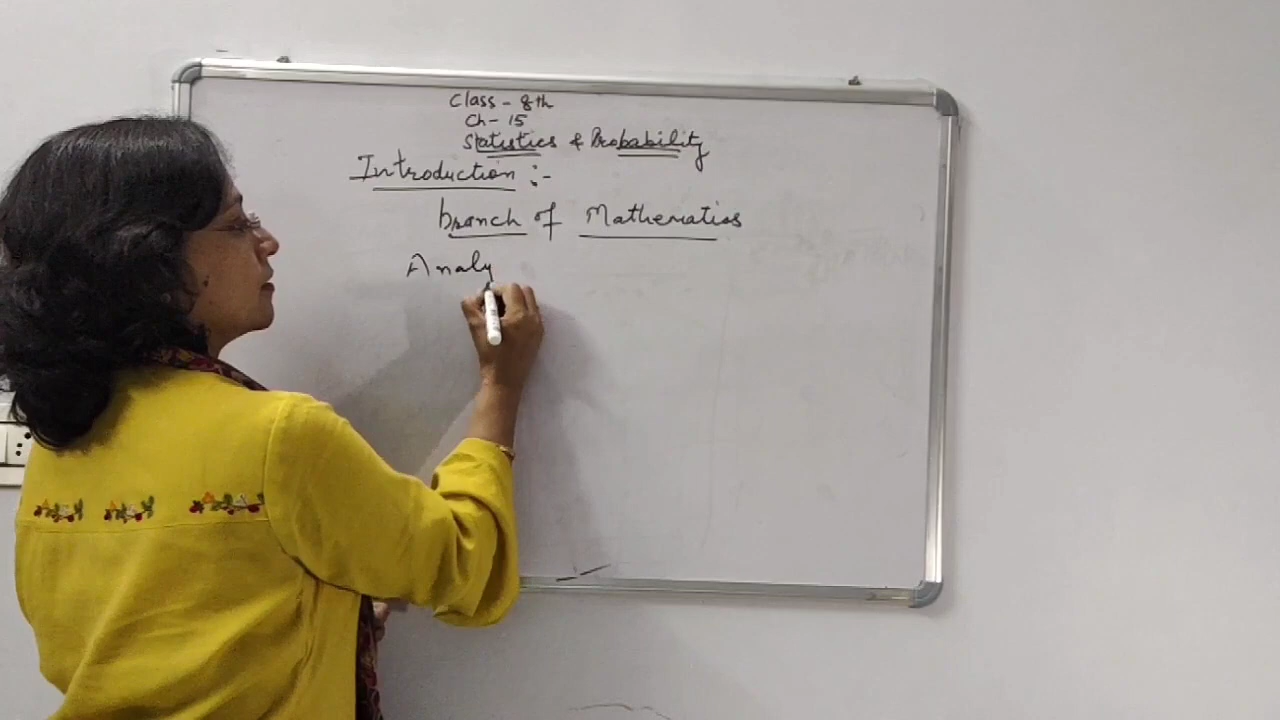 Class - 8th
Ch - 15
Statistics & Probability
Introduction :-
branch of Mathematics
Analy